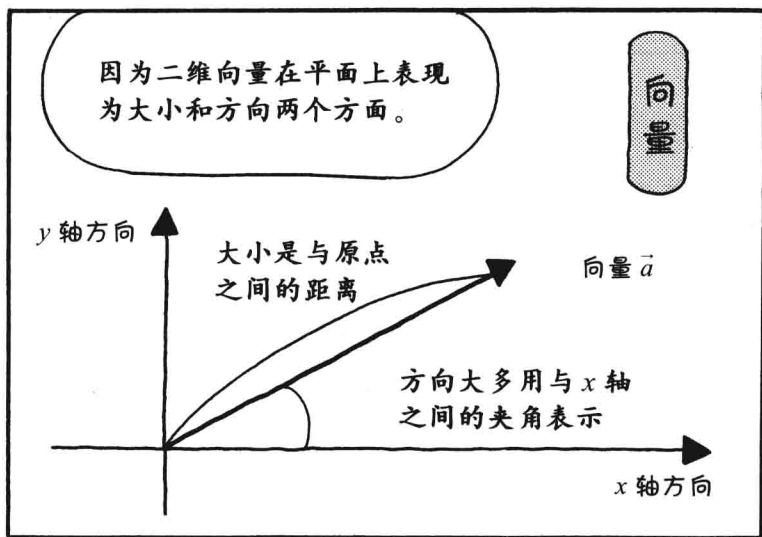 因为二维向量在平面上表现
为大小和方向两个方面。
向量
y 轴方向
大小是与原点
之间的距离
向量 a⃗
方向大多用与 x 轴
之间的夹角表示
x 轴方向